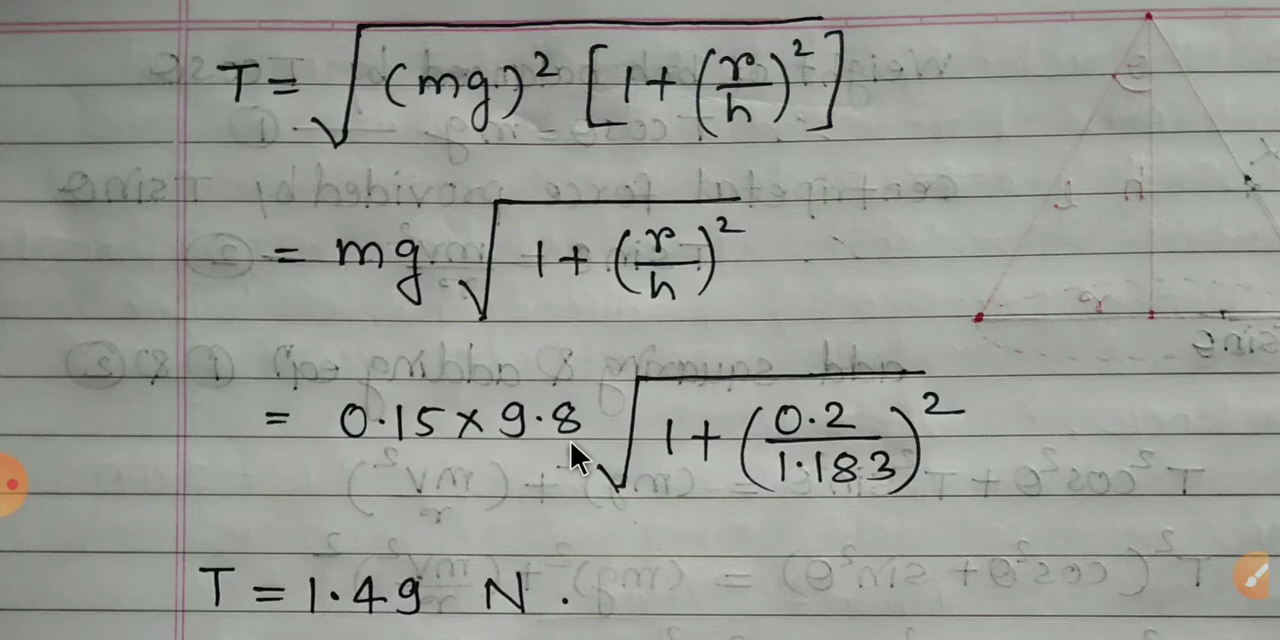 T = √((mg)² [1 + (r/h)²])
= mg √(1 + (r/h)²)
= 0.15 × 9.8 √(1 + (0.2/1.183)²)
T = 1.49 N.